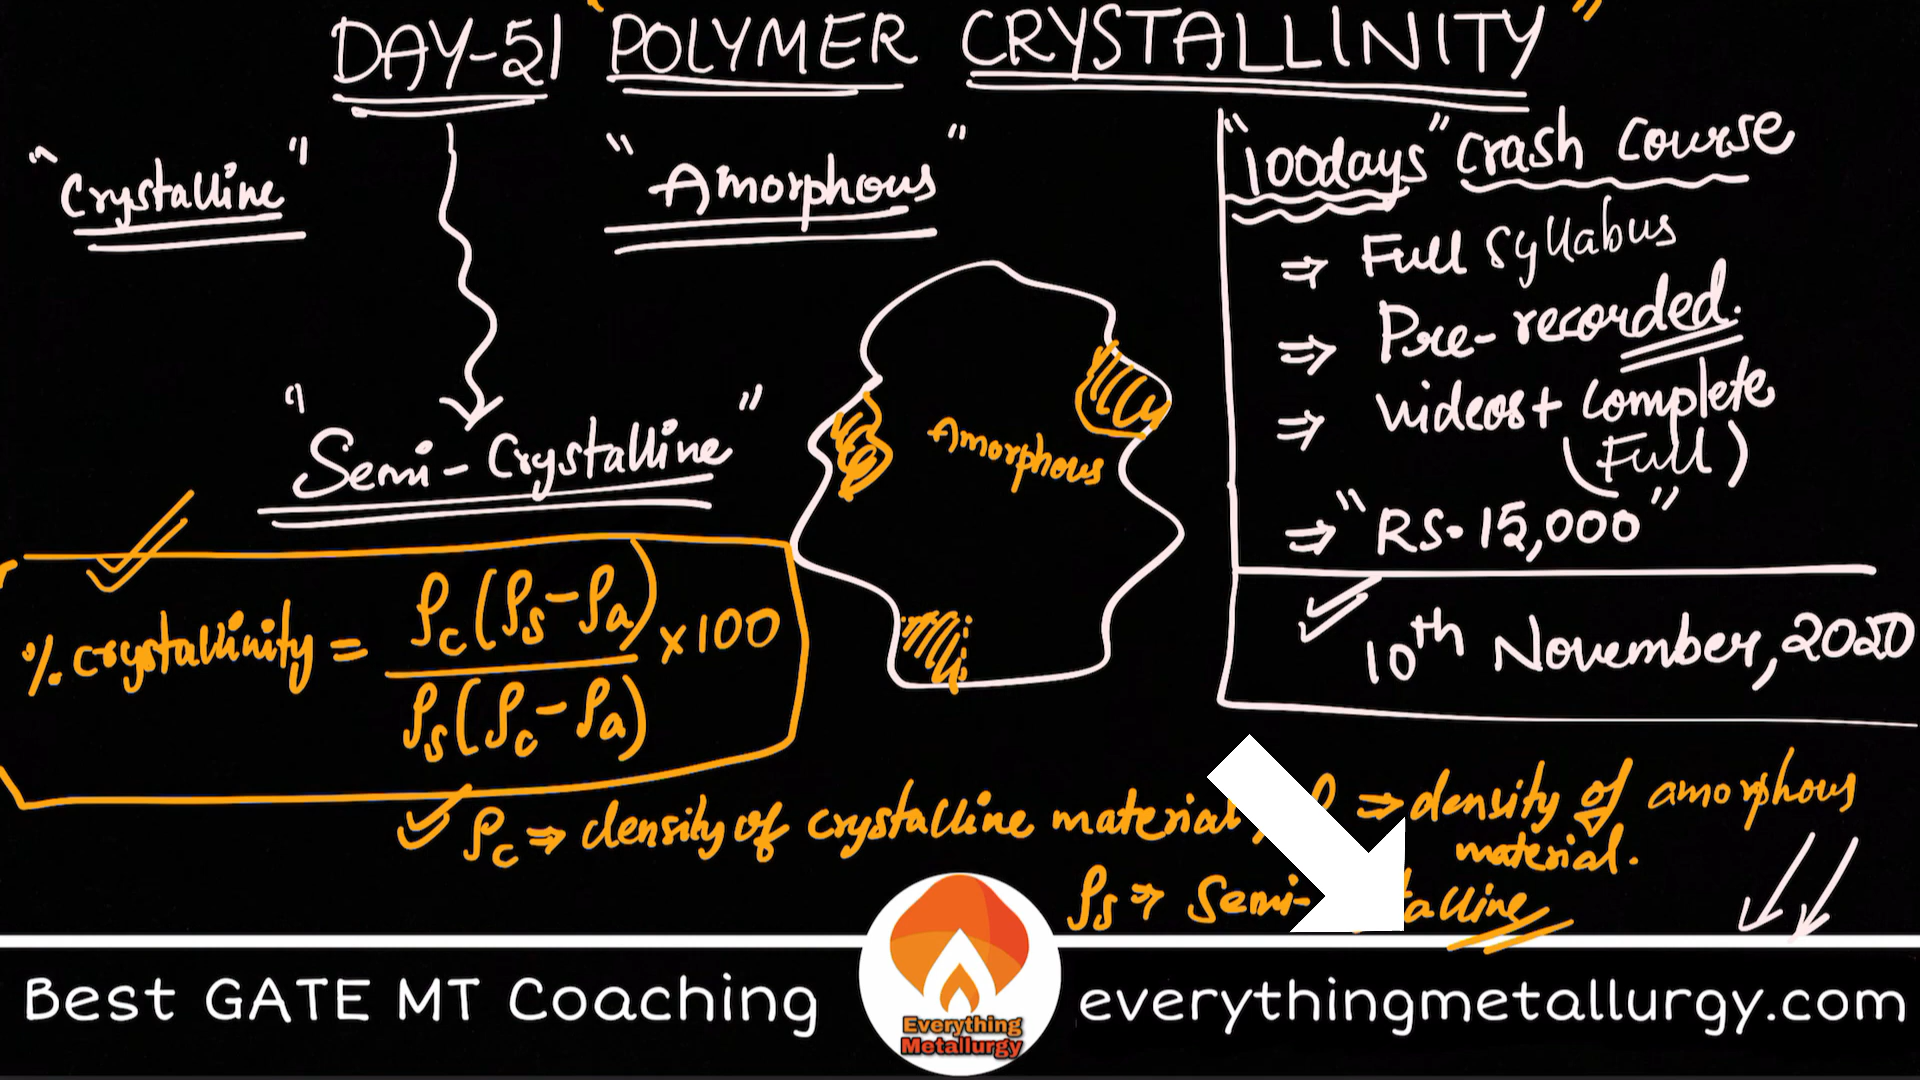 DAY-51 "POLYMER CRYSTALLINITY"
"Crystalline"
"Amorphous"
"Semi-Crystalline"
Amorphous
% crystallinity = ρc(ρs-ρa) / ρs(ρc-ρa) × 100
"100days" crash course
⇒ Full Syllabus
⇒ Pre-recorded.
⇒ videos + complete
(Full)
⇒ "RS. 15,000"
10th November, 2020
ρc ⇒ density of crystalline material, ρ ⇒ density of amorphous
material.
ρs ⇒ Semi-
Best GATE MT Coaching
Everything
Metallurgy
everythingmetallurgy.com